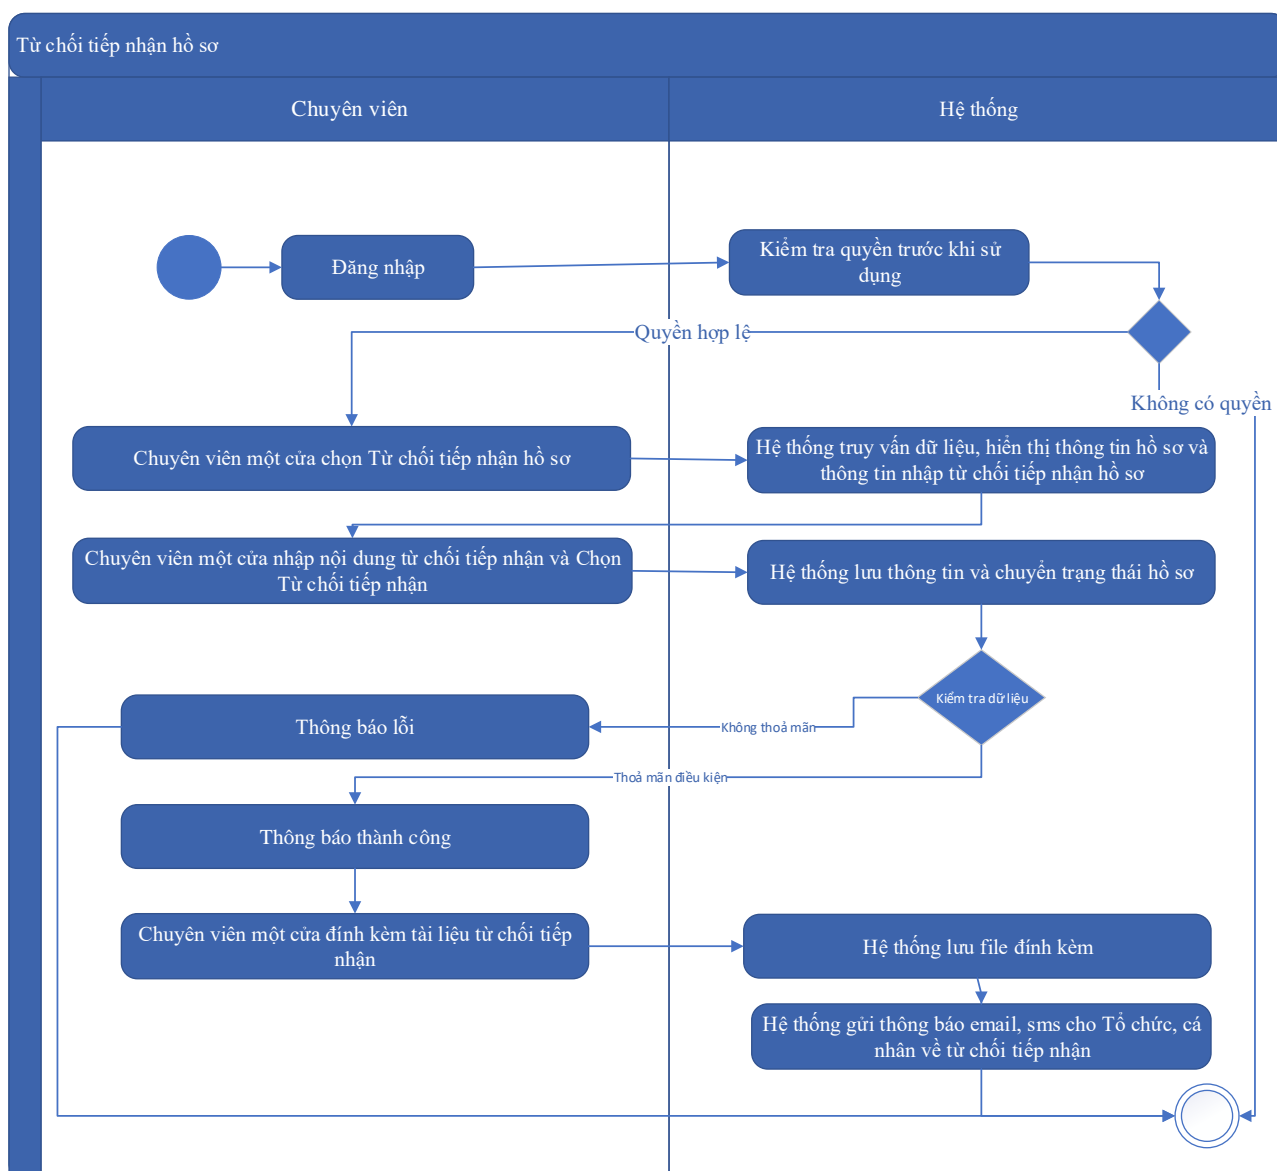 Từ chối tiếp nhận hồ sơ
Chuyên viên
Hệ thống
Đăng nhập
Kiểm tra quyền trước khi sử
dụng
Quyền hợp lệ
Không có quyền
Chuyên viên một cửa chọn Từ chối tiếp nhận hồ sơ
Hệ thống truy vấn dữ liệu, hiển thị thông tin hồ sơ và
thông tin nhập từ chối tiếp nhận hồ sơ
Chuyên viên một cửa nhập nội dung từ chối tiếp nhận và Chọn
Từ chối tiếp nhận
Hệ thống lưu thông tin và chuyển trạng thái hồ sơ
Kiểm tra dữ liệu
Thông báo lỗi
Không thoả mãn
Thoả mãn điều kiện
Thông báo thành công
Chuyên viên một cửa đính kèm tài liệu từ chối tiếp
nhận
Hệ thống lưu file đính kèm
Hệ thống gửi thông báo email, sms cho Tổ chức, cá
nhân về từ chối tiếp nhận